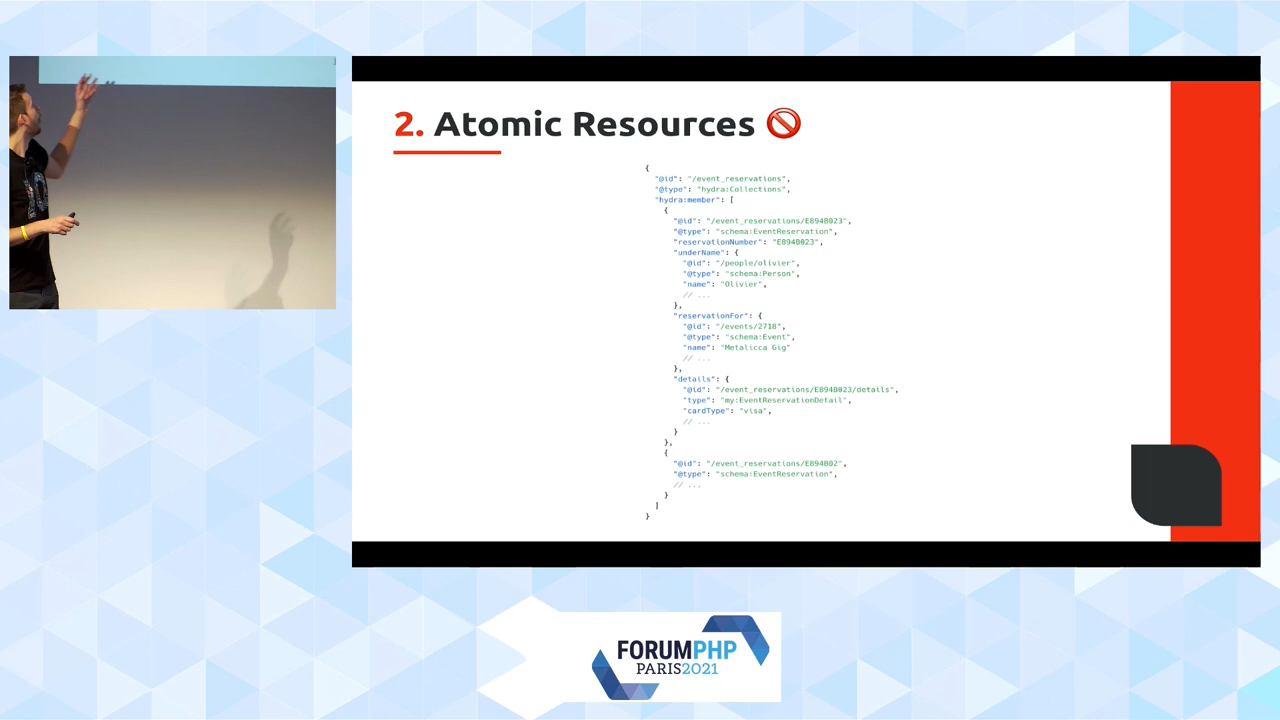 2. Atomic Resources 🚫
{
"@id": "/event_reservations",
"@type": "hydra:Collections",
"hydra:member": [
{
"@id": "/event_reservations/E894B023",
"@type": "schema:EventReservation",
"reservationNumber": "E894B023",
"underName": {
"@id": "/people/olivier",
"@type": "schema:Person",
"name": "Olivier",
// ...
},
"reservationFor": {
"@id": "/events/2718",
"@type": "schema:Event",
"name": "Metalicca Gig"
// ...
},
"details": {
"@id": "/event_reservations/E894B023/details",
"type": "my:EventReservationDetail",
"cardType": "visa",
// ...
}
},
{
"@id": "/event_reservations/E894B02",
"@type": "schema:EventReservation",
// ...
}
]
}
FORUMPHP
PARIS2021